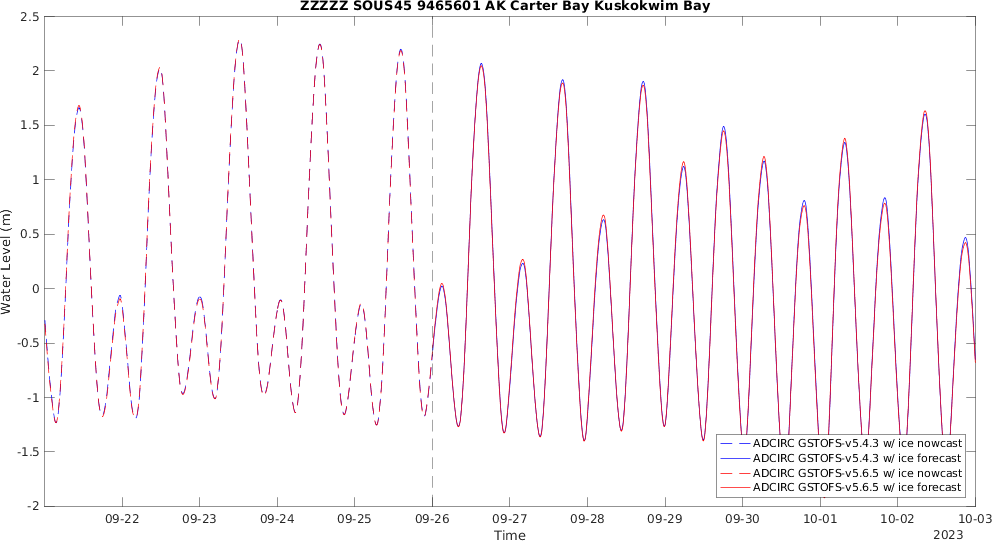 ZZZZZ SOUS45 9465601 AK Carter Bay Kuskokwim Bay
2.5
2
1.5
1
0.5
0
-0.5
-1
-1.5
-2
Water Level (m)
ADCIRC GSTOFS-v5.4.3 w/ ice nowcast
ADCIRC GSTOFS-v5.4.3 w/ ice forecast
ADCIRC GSTOFS-v5.6.5 w/ ice nowcast
ADCIRC GSTOFS-v5.6.5 w/ ice forecast
09-22 09-23 09-24 09-25 09-26 09-27 09-28 09-29 09-30 10-01 10-02 10-03
Time
2023